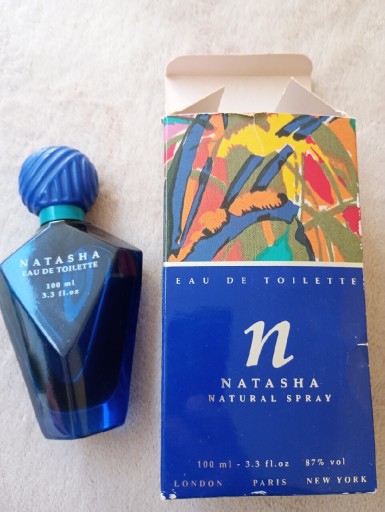 NATASHA
EAU DE TOILETTE
100 ml
3.3 fl.oz
EAU DE TOILETTE
n
NATASHA
NATURAL SPRAY
100 ml - 3.3 fl.oz 87% vol
LONDON PARIS NEW YORK